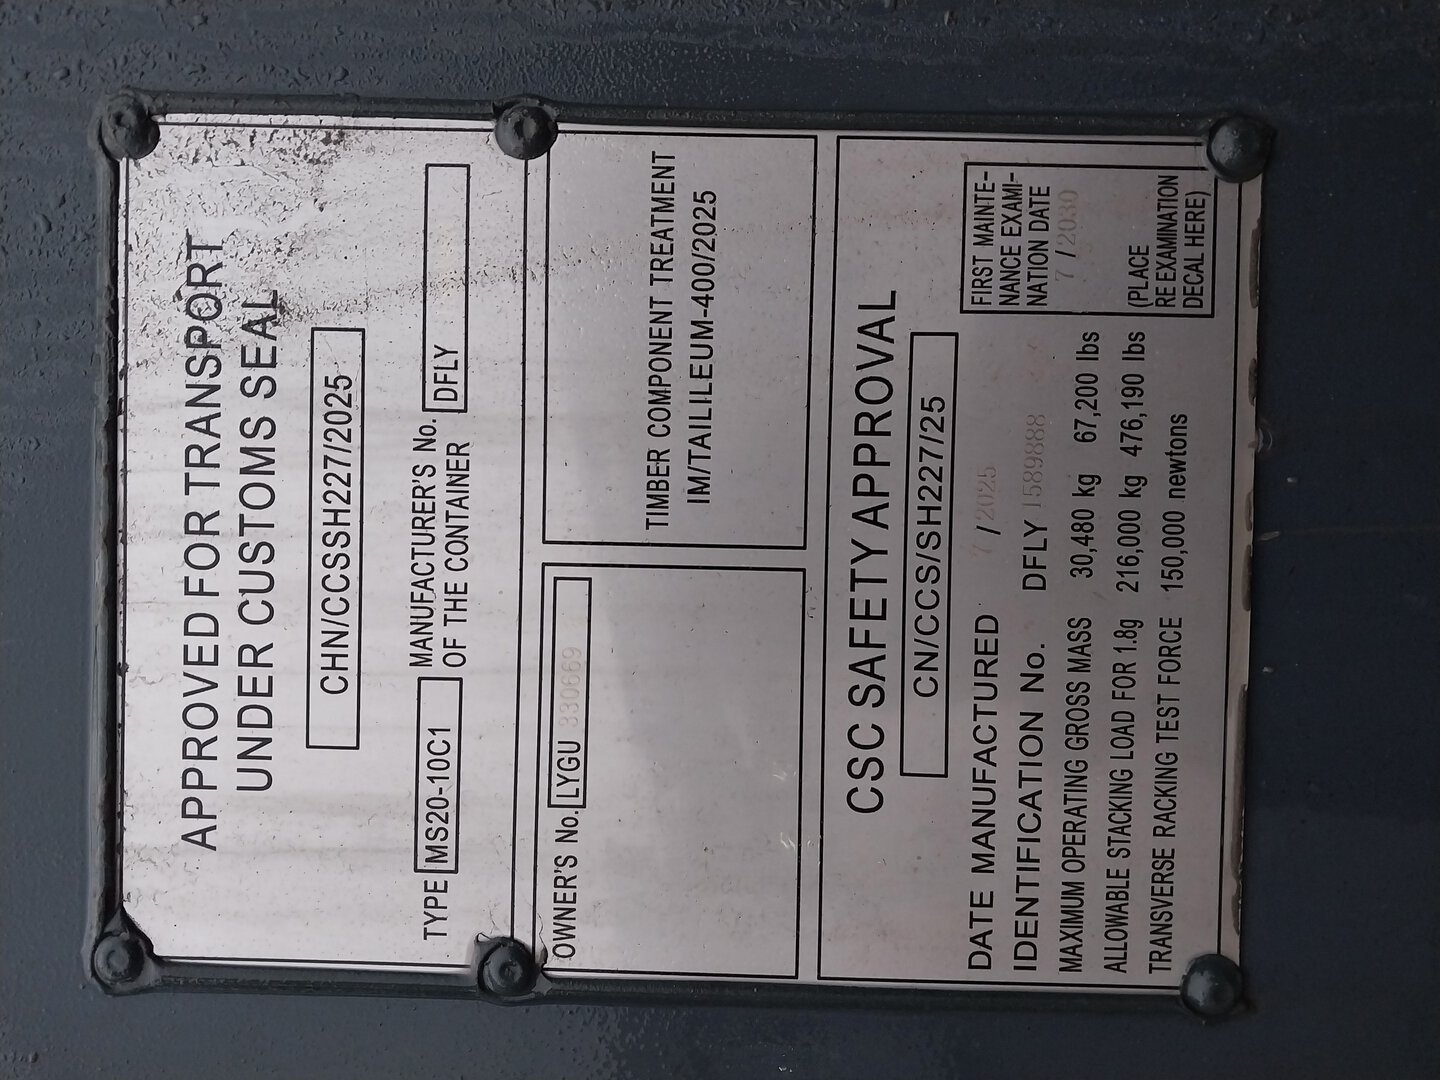 APPROVED FOR TRANSPORT
UNDER CUSTOMS SEAL
CHN/CCSSH227/2025
TYPE MS20-10C1
MANUFACTURER'S No.
OF THE CONTAINER
DFLY
OWNER'S No. LYGU 330669
TIMBER COMPONENT TREATMENT
IM/TAILILEUM-400/2025
CSC SAFETY APPROVAL
CN/CCS/SH227/25
DATE MANUFACTURED 7 / 2025
IDENTIFICATION No. DFLY 1589888
MAXIMUM OPERATING GROSS MASS 30,480 kg 67,200 lbs
ALLOWABLE STACKING LOAD FOR 1.8g 216,000 kg 476,190 lbs
TRANSVERSE RACKING TEST FORCE 150,000 newtons
FIRST MAINTE-
NANCE EXAMI-
NATION DATE
7 / 2030
(PLACE
REEXAMINATION
DECAL HERE)